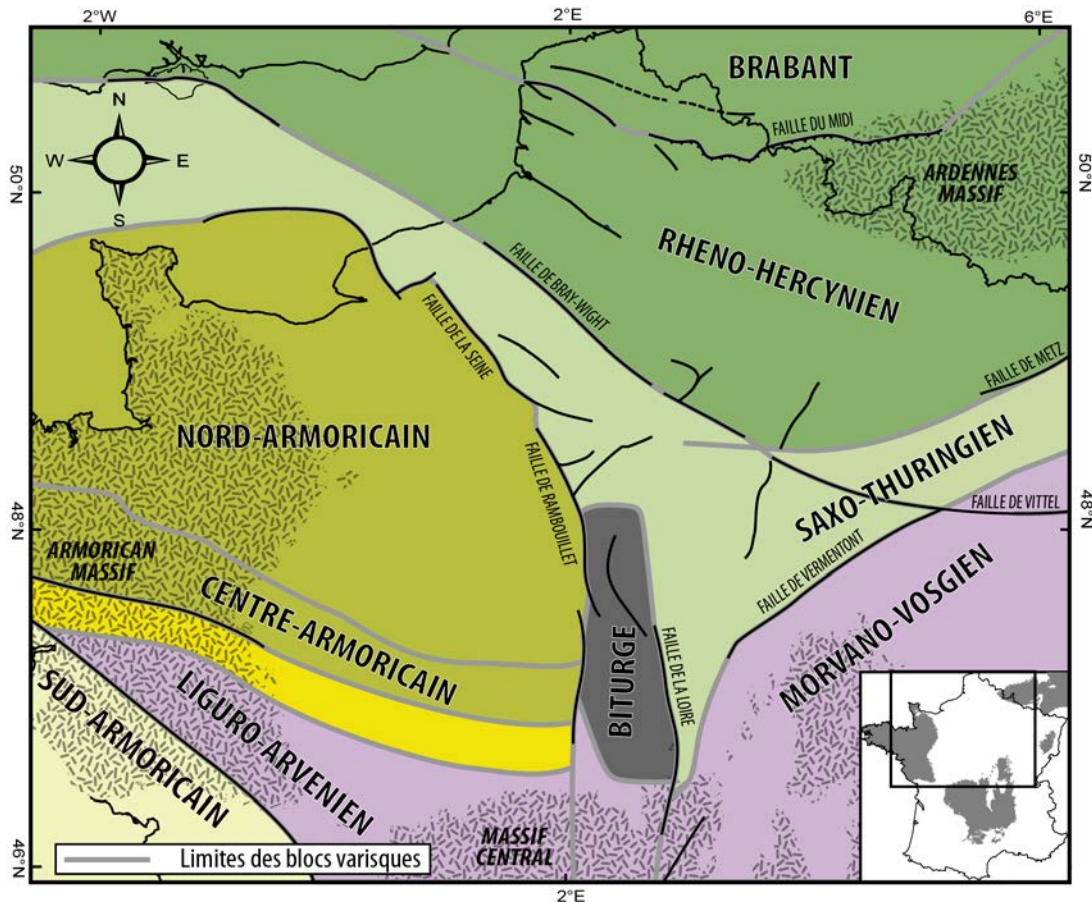 2°W
2°E
6°E
BRABANT
N
W
E
S
FAILLE DU MIDI
50°N
50°N
ARDENNES
MASSIF
RHENO-HERCYNIEN
FAILLE DE BRAY-WIGHT
FAILLE DE LA SEINE
FAILLE DE METZ
NORD-ARMORICAIN
SAXO-THURINGIEN
FAILLE DE RAMBOUILLET
FAILLE DE VITTEL
48°N
48°N
ARMORICAN
MASSIF
FAILLE DE VERMENTONT
CENTRE-ARMORICAIN
MORVANO-VOSGIEN
BITURGE
FAILLE DE LA LOIRE
SUD-ARMORICAIN
LIGURO-ARVENIEN
MASSIF
CENTRAL
46°N
Limites des blocs varisques
2°E